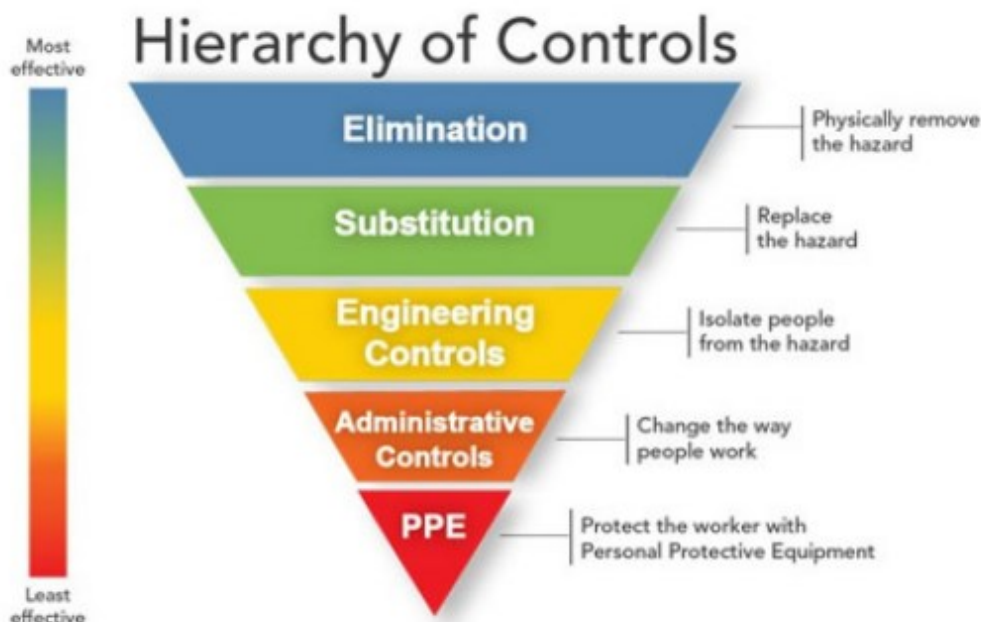 Hierarchy of Controls
Most
effective
Elimination
Physically remove
the hazard
Substitution
Replace
the hazard
Engineering
Controls
Isolate people
from the hazard
Administrative
Controls
Change the way
people work
PPE
Protect the worker with
Personal Protective Equipment
Least
effective